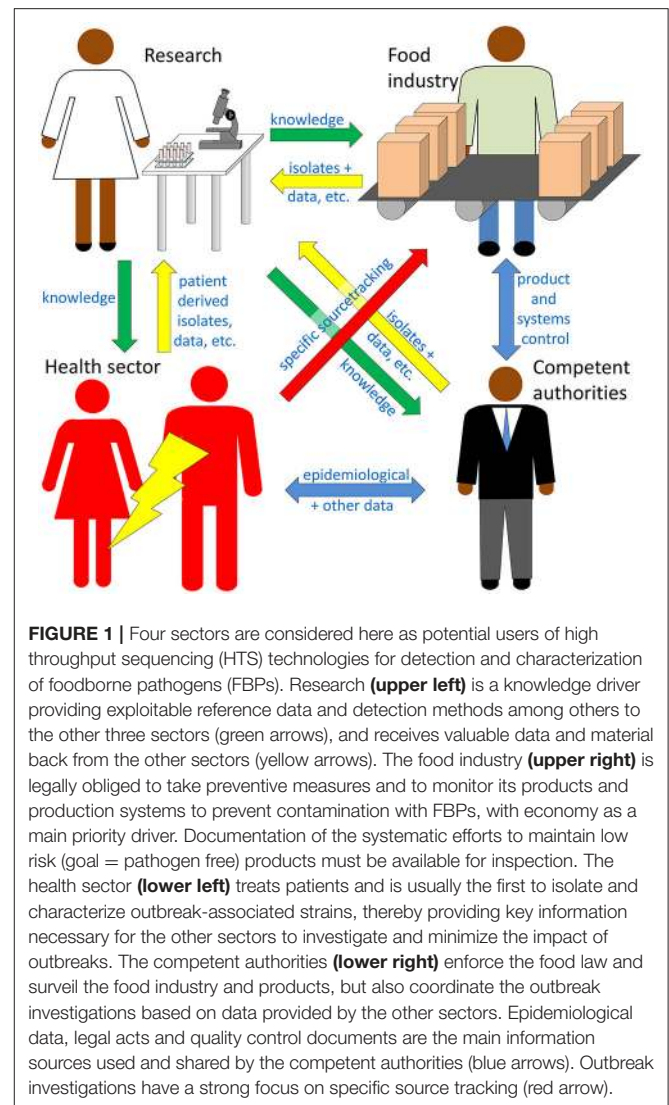 Research
Food
industry
knowledge
isolates +
data, etc.
knowledge
patient
derived
isolates,
data, etc.
specific sourcetracking
isolates +
data, etc.
knowledge
product
and
systems
control
Health sector
Competent
authorities
epidemiological
+ other data
FIGURE 1 | Four sectors are considered here as potential users of high
throughput sequencing (HTS) technologies for detection and characterization
of foodborne pathogens (FBPs). Research (upper left) is a knowledge driver
providing exploitable reference data and detection methods among others to
the other three sectors (green arrows), and receives valuable data and material
back from the other sectors (yellow arrows). The food industry (upper right) is
legally obliged to take preventive measures and to monitor its products and
production systems to prevent contamination with FBPs, with economy as a
main priority driver. Documentation of the systematic efforts to maintain low
risk (goal = pathogen free) products must be available for inspection. The
health sector (lower left) treats patients and is usually the first to isolate and
characterize outbreak-associated strains, thereby providing key information
necessary for the other sectors to investigate and minimize the impact of
outbreaks. The competent authorities (lower right) enforce the food law and
surveil the food industry and products, but also coordinate the outbreak
investigations based on data provided by the other sectors. Epidemiological
data, legal acts and quality control documents are the main information
sources used and shared by the competent authorities (blue arrows). Outbreak
investigations have a strong focus on specific source tracking (red arrow).